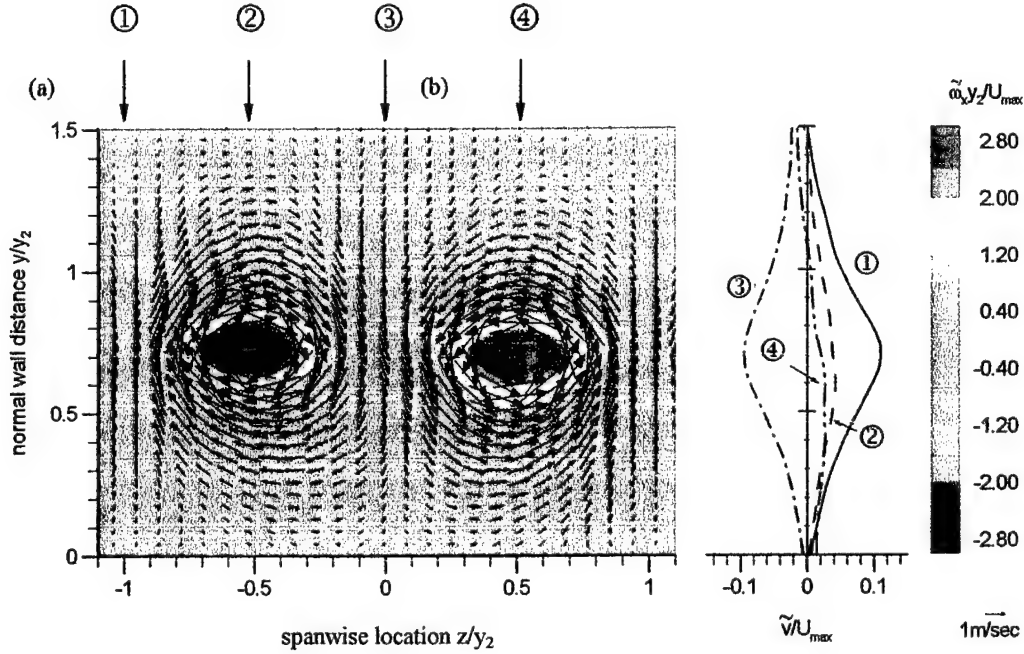 ① ② ③ ④
(a) (b)
ω̃ₓy₂/Uₘₐₓ
normal wall distance y/y₂
1.5
1
0.5
0
-1 -0.5 0 0.5 1
spanwise location z/y₂
①
③
④
②
-0.1 0 0.1
ṽ/Uₘₐₓ
2.80
2.00
1.20
0.40
-0.40
-1.20
-2.00
-2.80
1m/sec